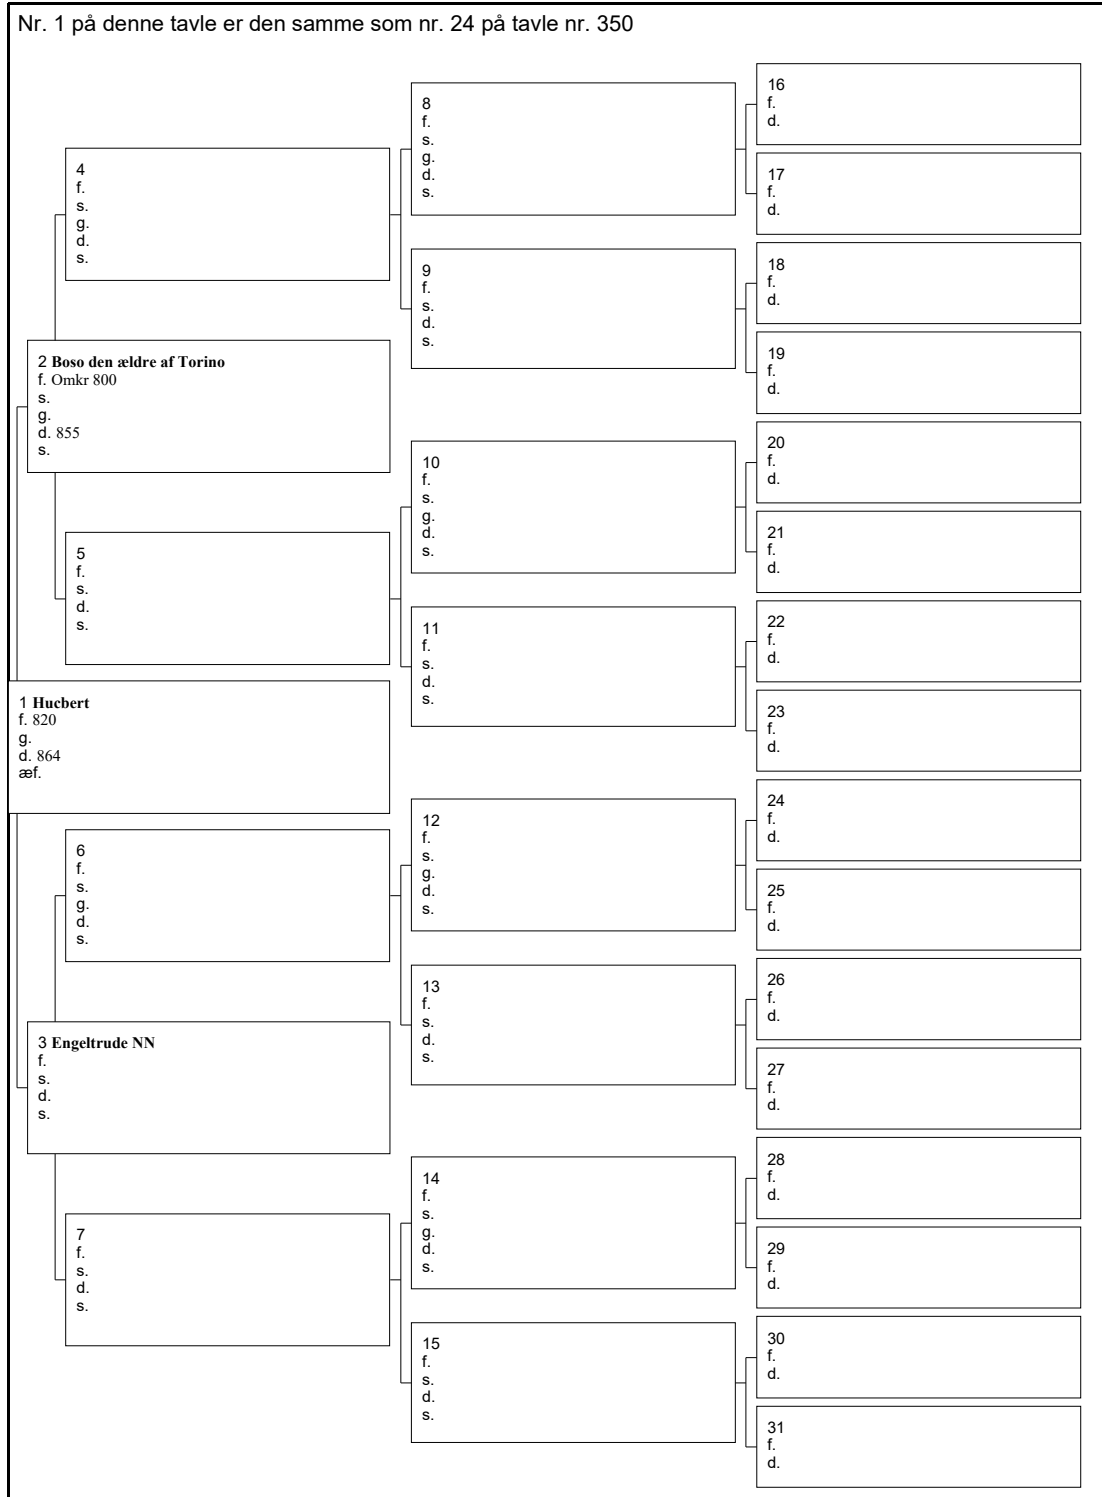 Nr. 1 på denne tavle er den samme som nr. 24 på tavle nr. 350
16
f.
d.
8
f.
s.
g.
d.
s.
17
f.
d.
4
f.
s.
g.
d.
s.
18
f.
d.
9
f.
s.
d.
s.
19
f.
d.
2 Boso den ældre af Torino
f. Omkr 800
s.
g.
d. 855
s.
20
f.
d.
10
f.
s.
g.
d.
s.
21
f.
d.
5
f.
s.
d.
s.
22
f.
d.
11
f.
s.
d.
s.
23
f.
d.
1 Hucbert
f. 820
g.
d. 864
æf.
24
f.
d.
12
f.
s.
g.
d.
s.
25
f.
d.
6
f.
s.
g.
d.
s.
26
f.
d.
13
f.
s.
d.
s.
27
f.
d.
3 Engeltrude NN
f.
s.
d.
s.
28
f.
d.
14
f.
s.
g.
d.
s.
29
f.
d.
7
f.
s.
d.
s.
30
f.
d.
15
f.
s.
d.
s.
31
f.
d.